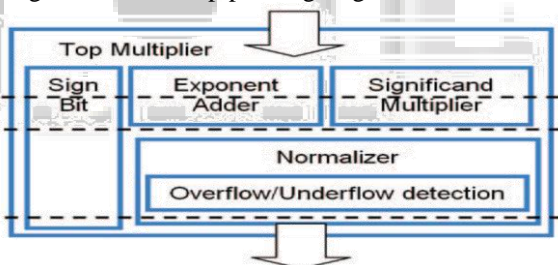 Top Multiplier
Sign
Bit
Exponent
Adder
Significand
Multiplier
Normalizer
Overflow/Underflow detection